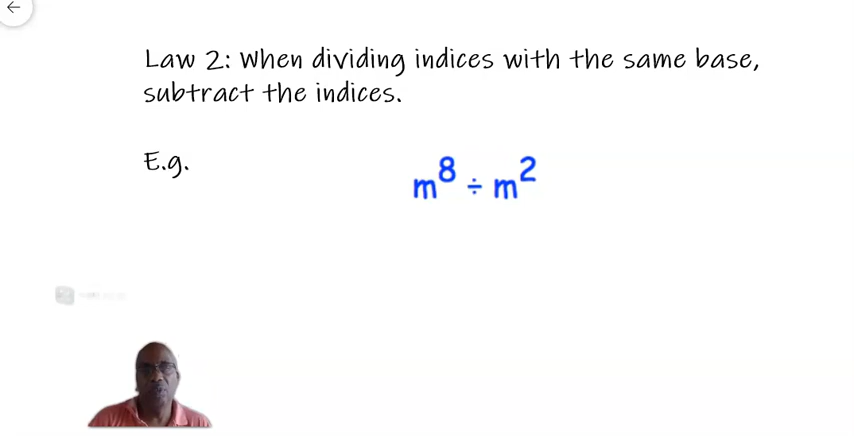 Law 2: When dividing indices with the same base,
subtract the indices.
E.g.
m⁸ ÷ m²